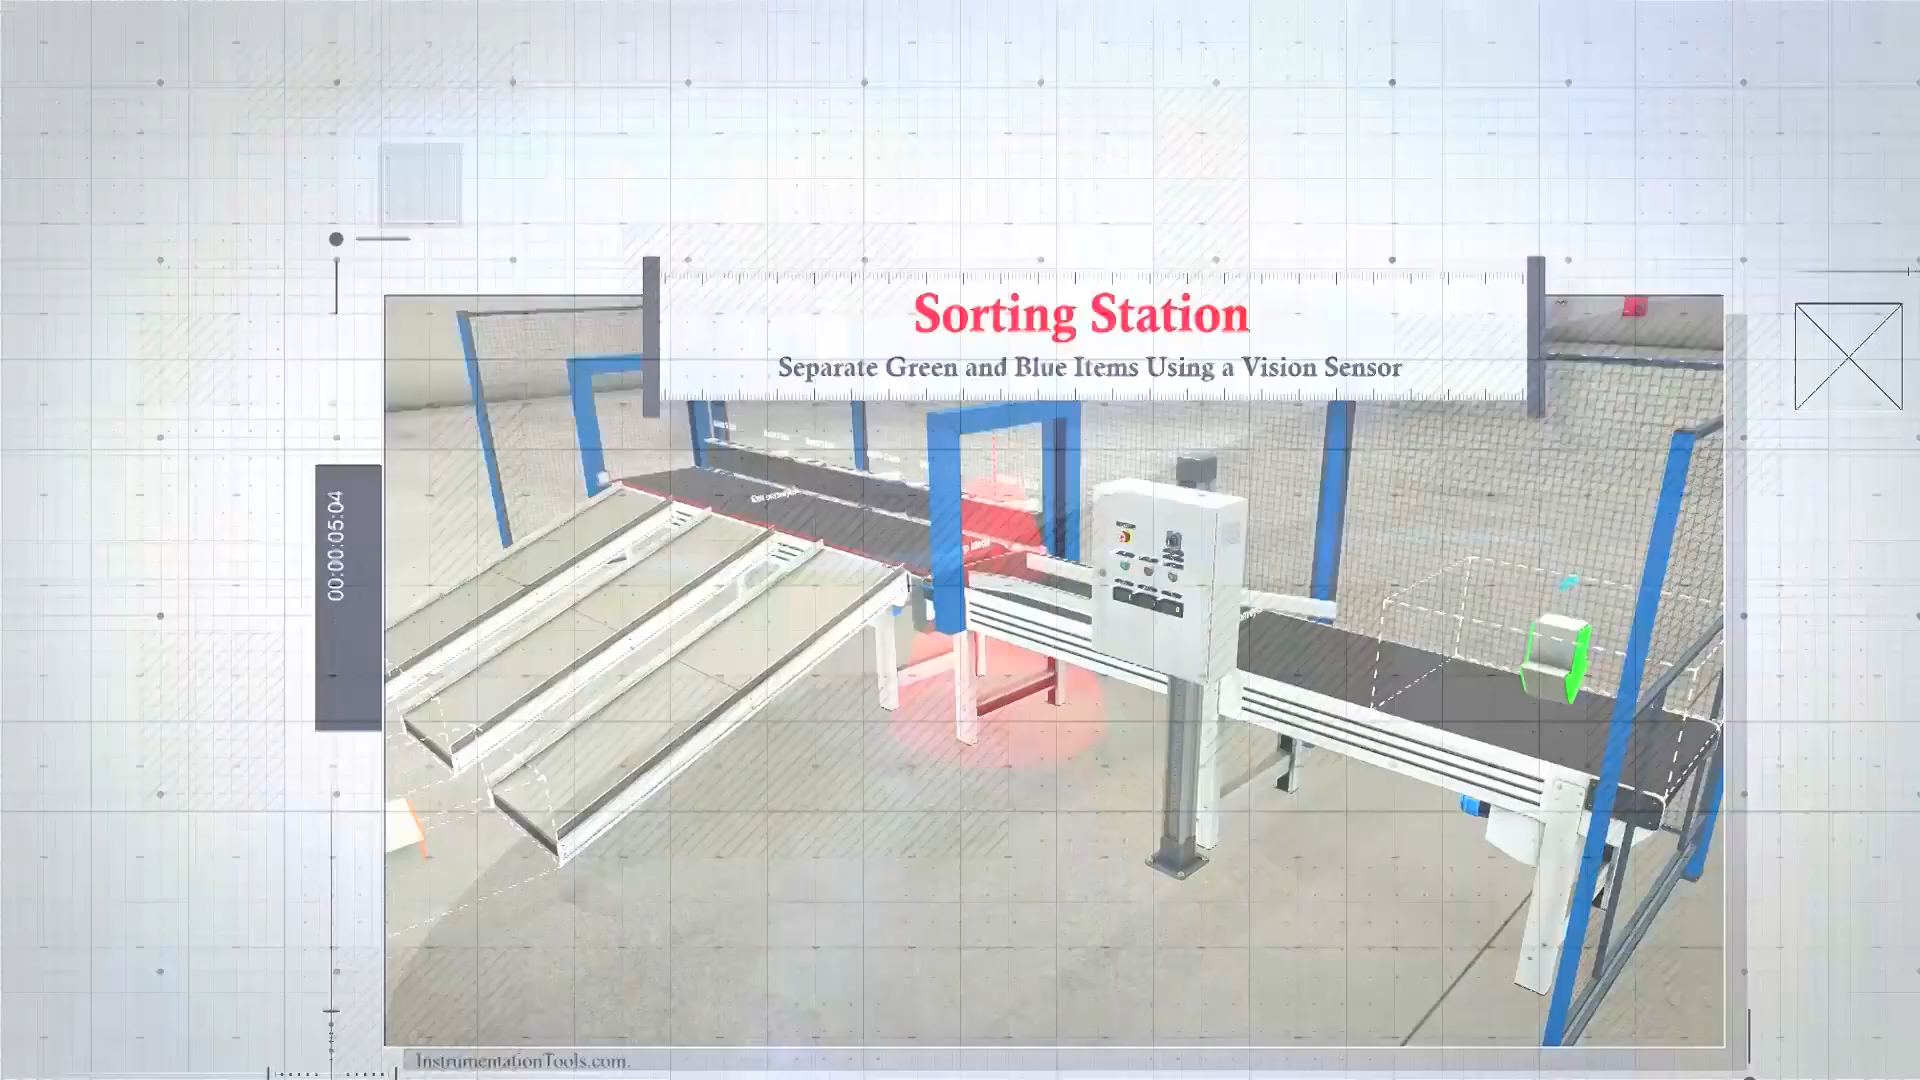 Sorting Station
Separate Green and Blue Items Using a Vision Sensor
00:00:05:04
InstrumentationTools.com.